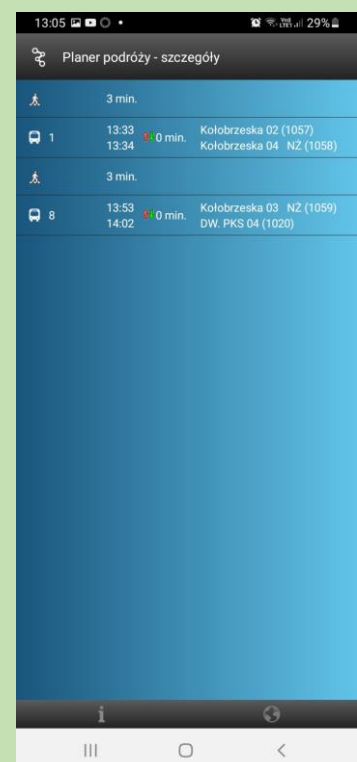 13:05 29%
Planer podróży - szczegóły
3 min.
1 13:33 0 min. Kołobrzeska 02 (1057)
13:34 Kołobrzeska 04 NŻ (1058)
3 min.
8 13:53 0 min. Kołobrzeska 03 NŻ (1059)
14:02 DW. PKS 04 (1020)